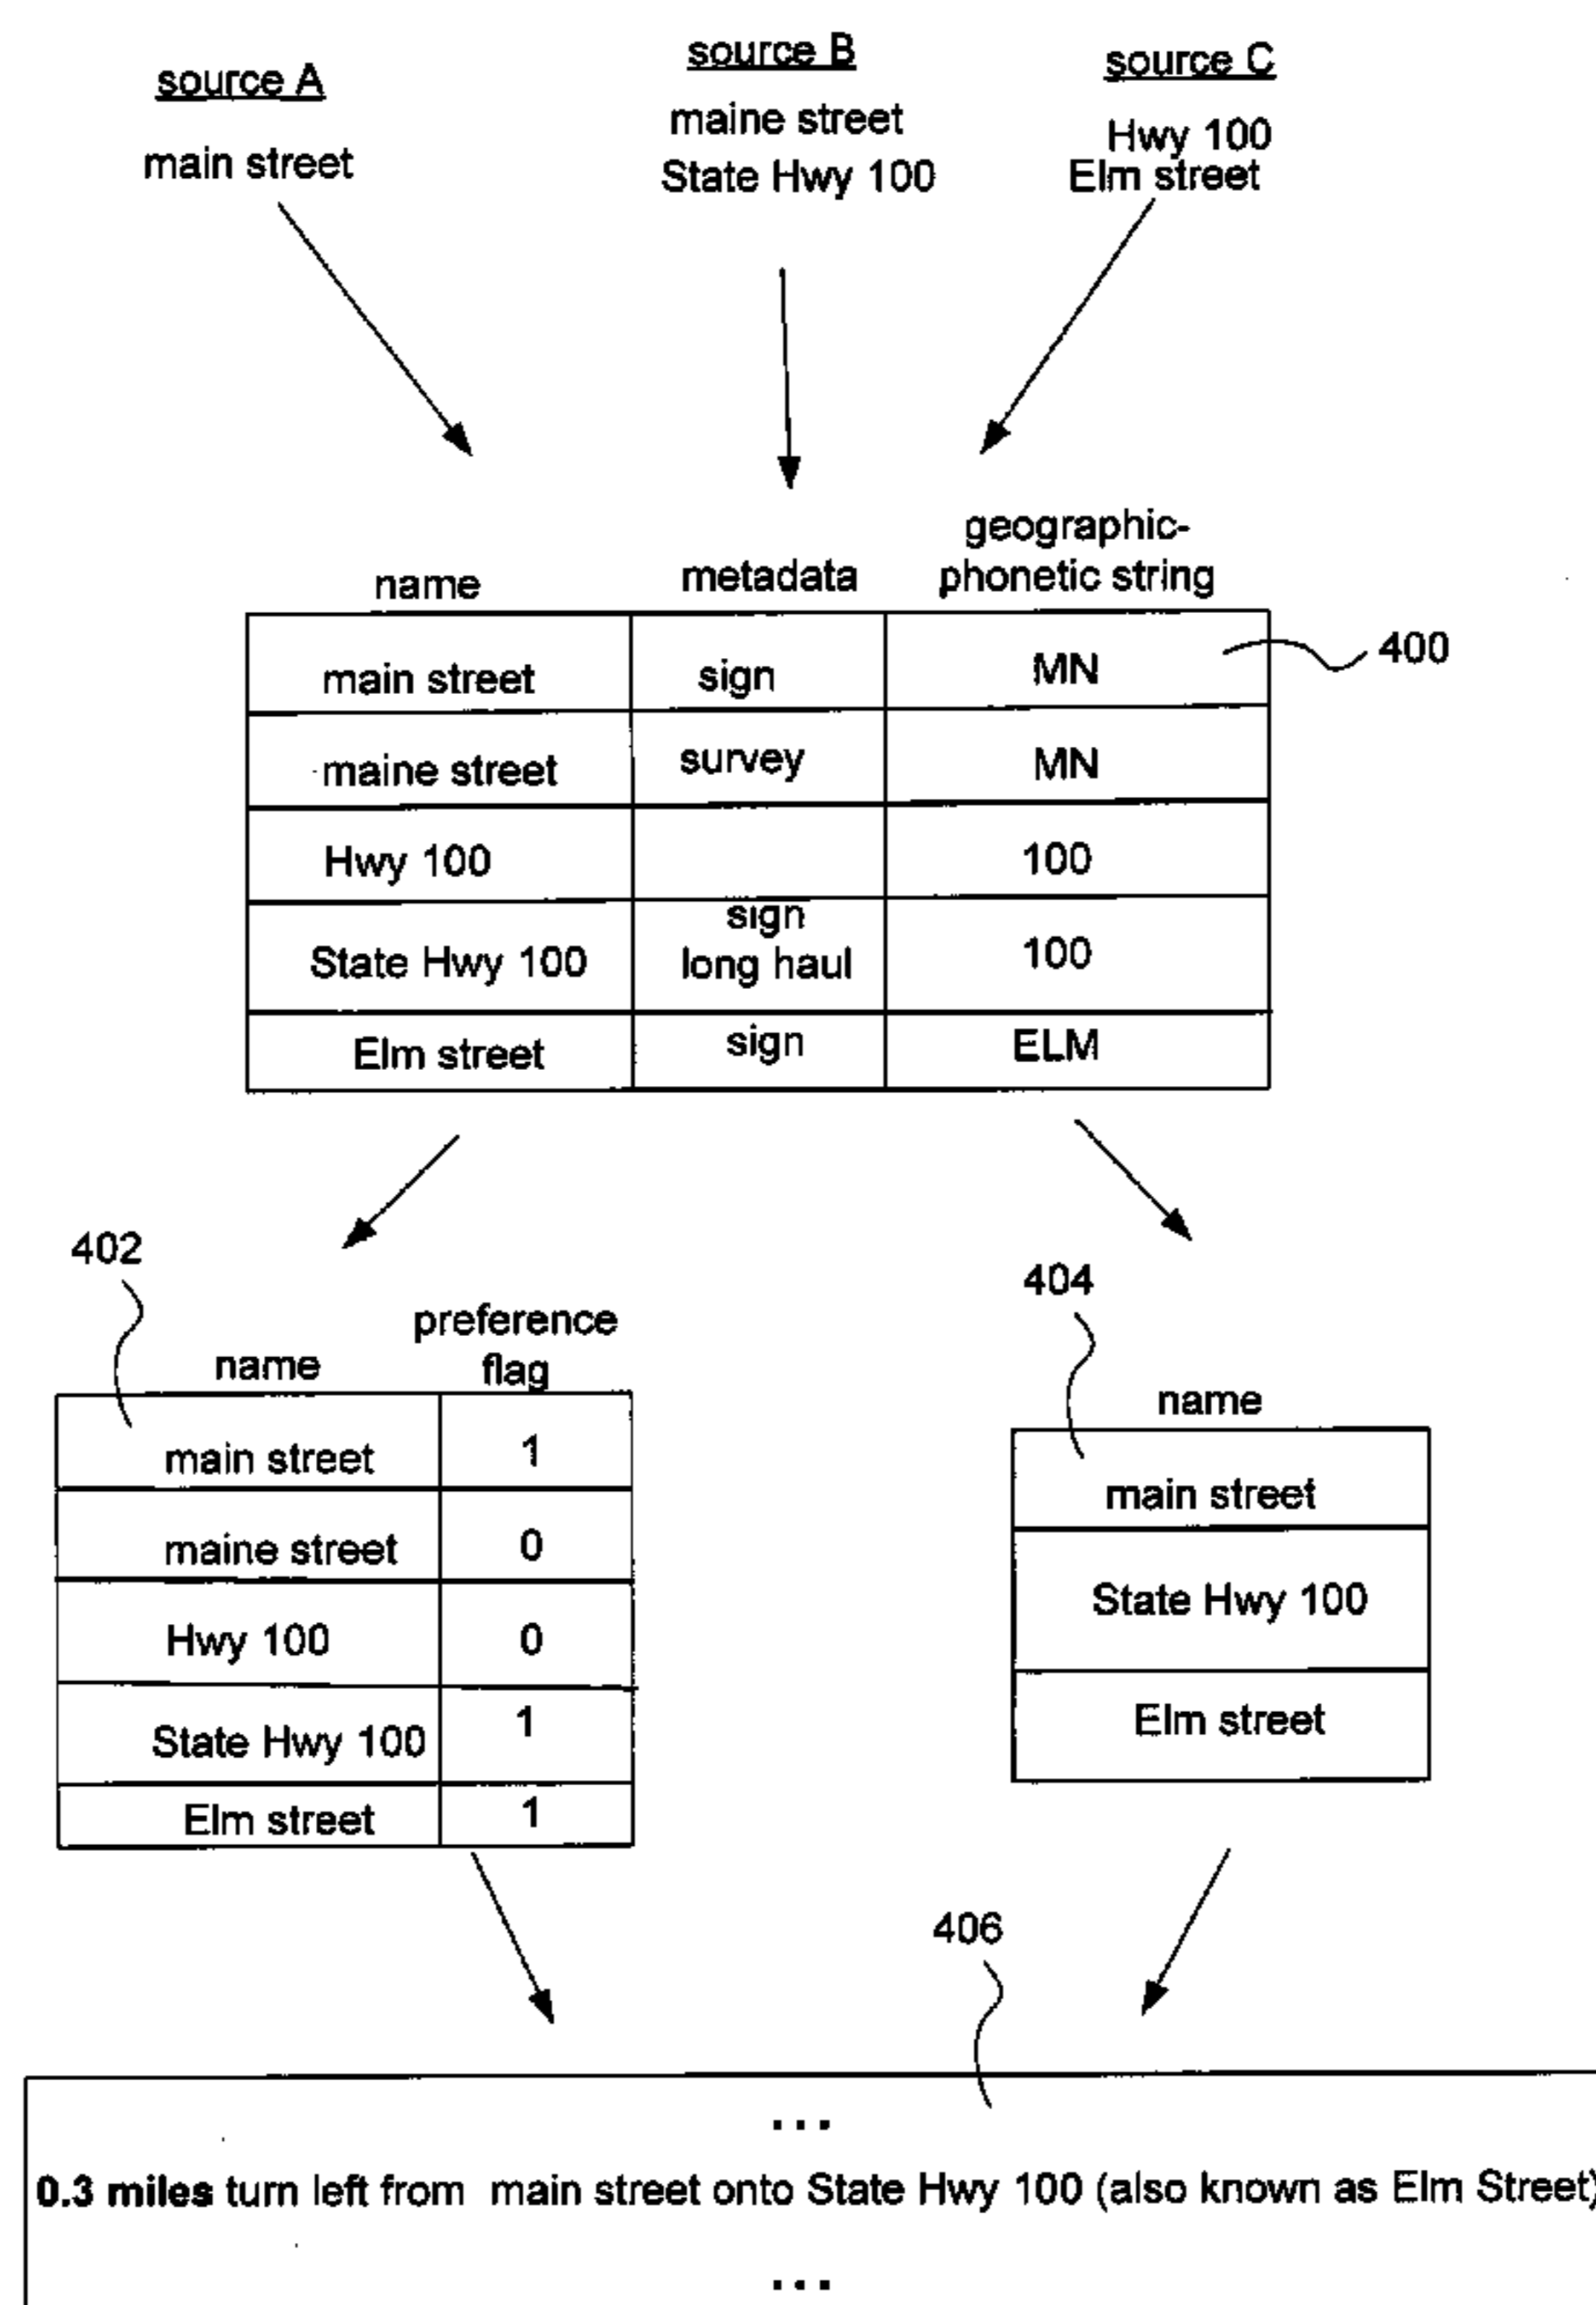 source A
main street
source B
maine street
State Hwy 100
source C
Hwy 100
Elm street
name
metadata
geographic-
phonetic string
main street sign MN
maine street survey MN
Hwy 100 100
State Hwy 100 sign long haul 100
Elm street sign ELM
400
402
name
preference
flag
main street 1
maine street 0
Hwy 100 0
State Hwy 100 1
Elm street 1
404
name
main street
State Hwy 100
Elm street
406
...
0.3 miles turn left from main street onto State Hwy 100 (also known as Elm Street)
...